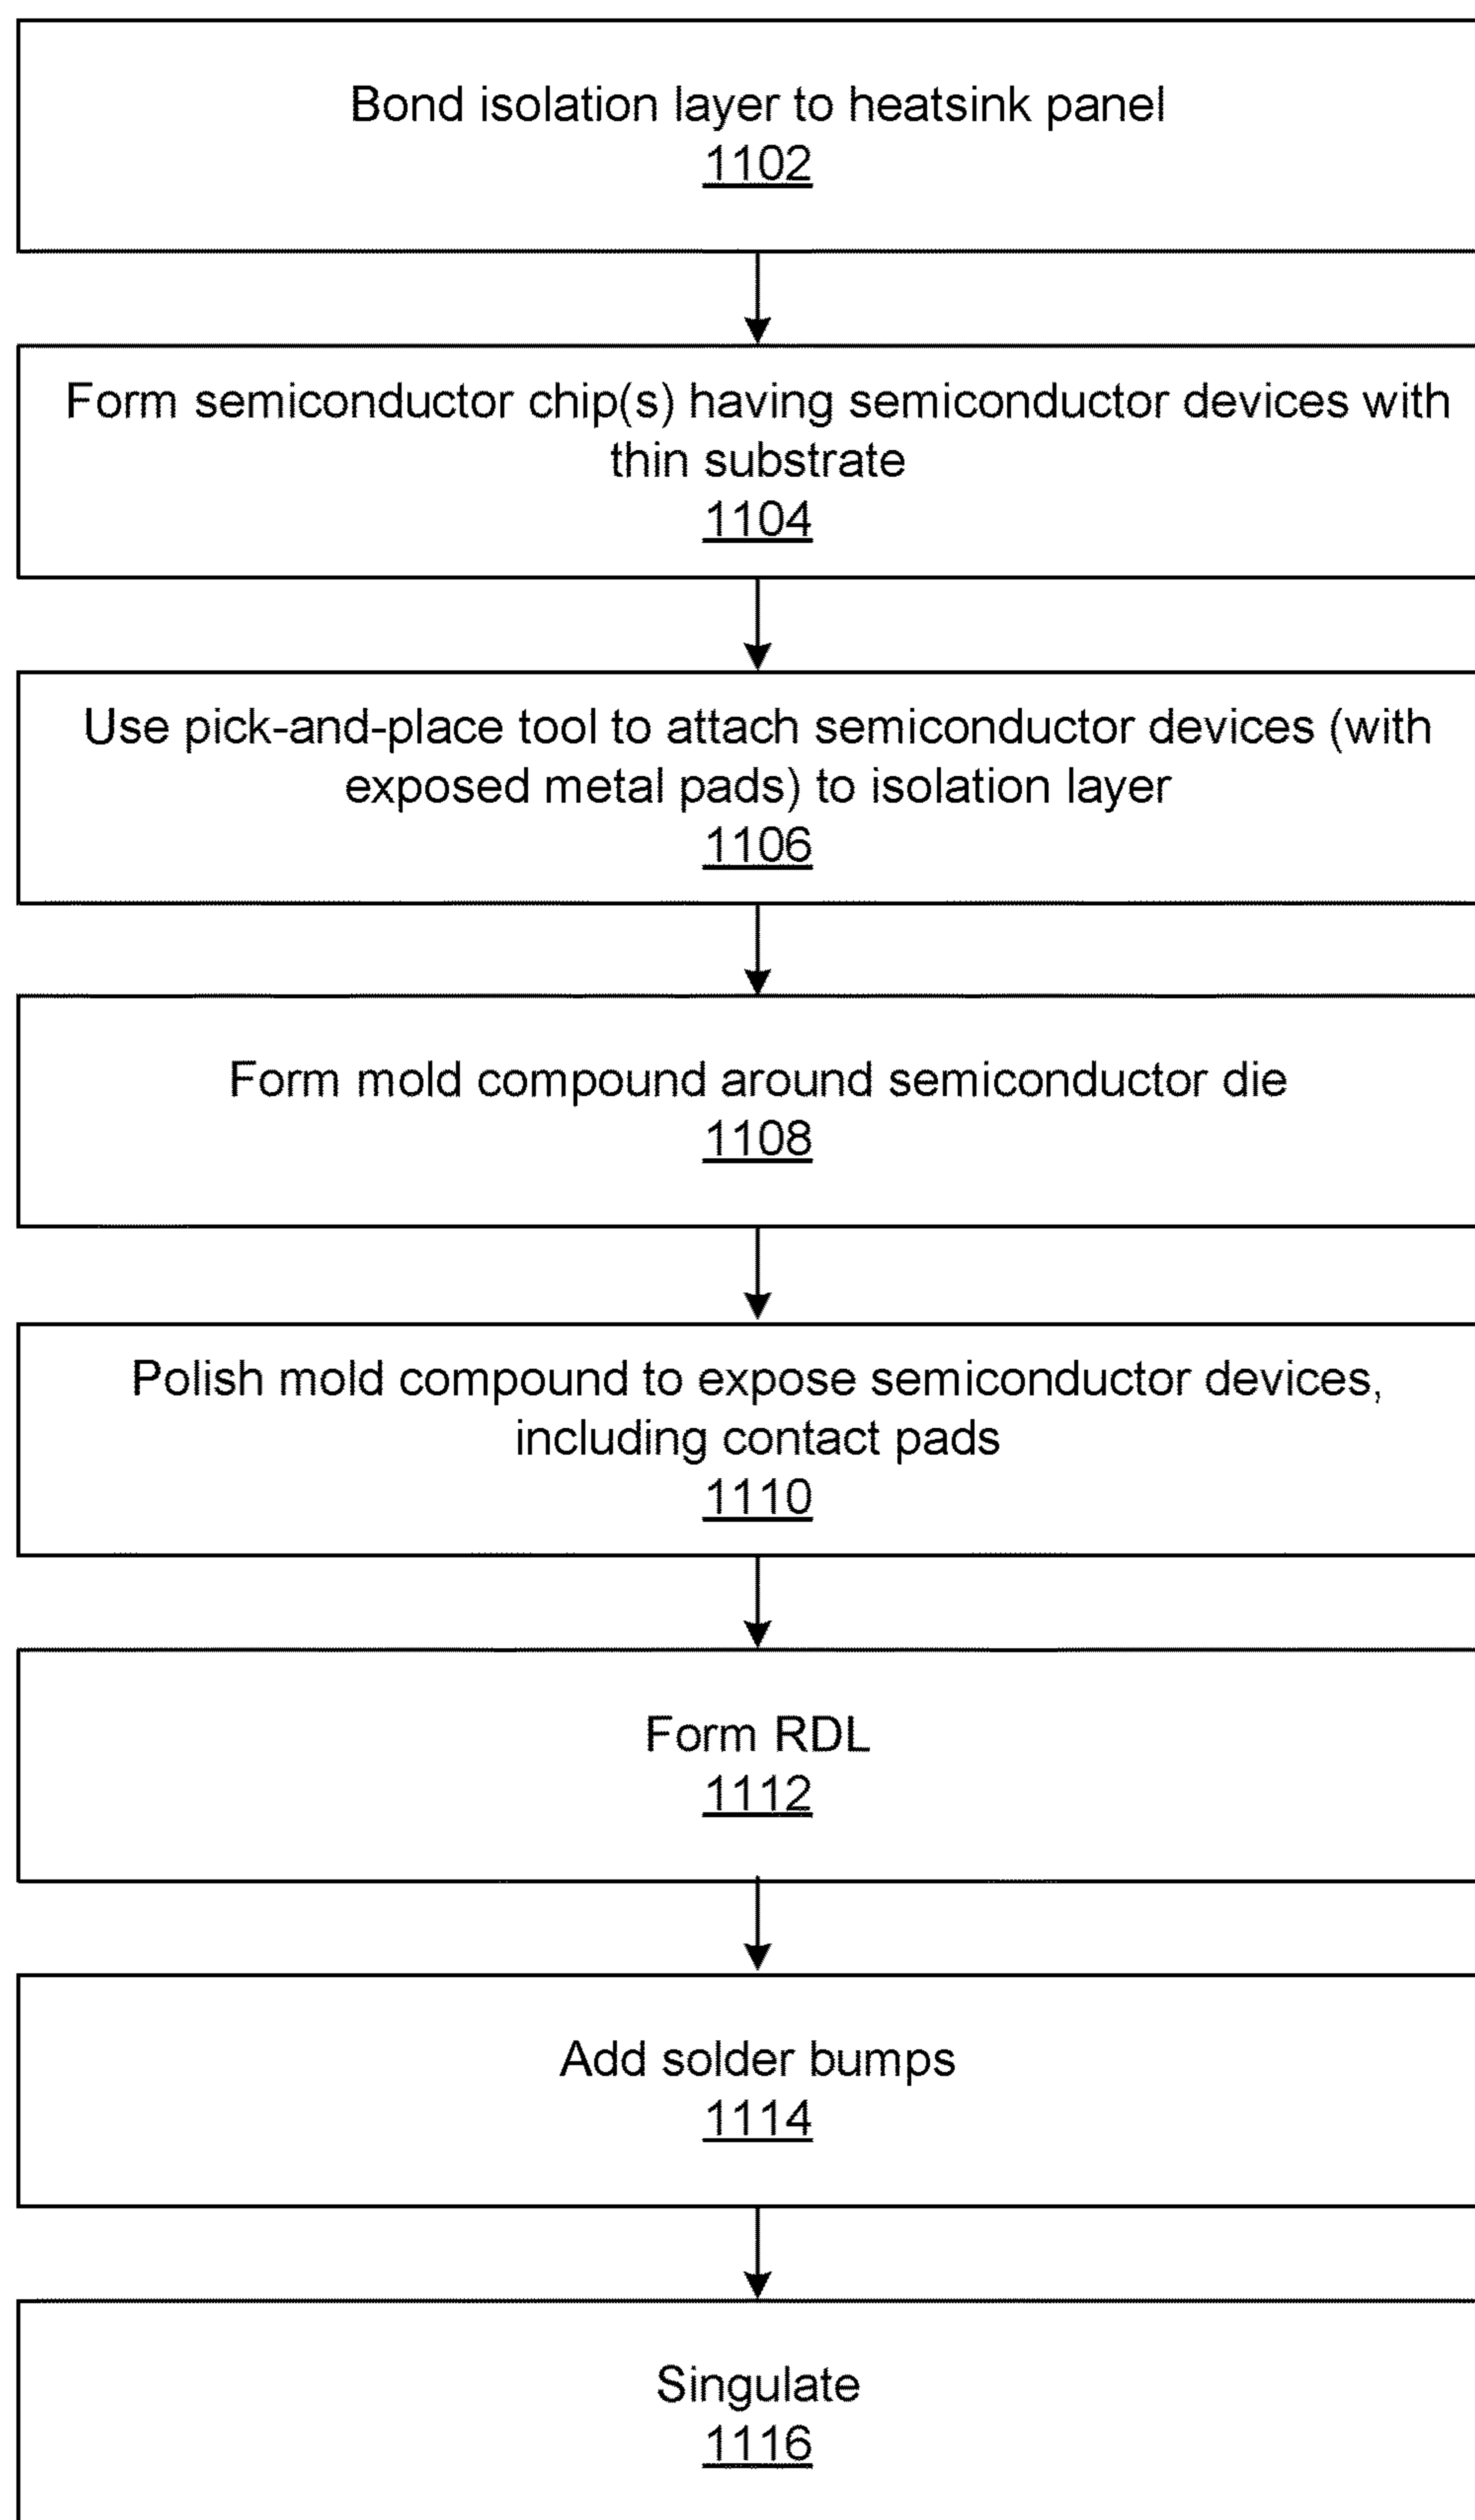 Bond isolation layer to heatsink panel
1102
Form semiconductor chip(s) having semiconductor devices with
thin substrate
1104
Use pick-and-place tool to attach semiconductor devices (with
exposed metal pads) to isolation layer
1106
Form mold compound around semiconductor die
1108
Polish mold compound to expose semiconductor devices,
including contact pads
1110
Form RDL
1112
Add solder bumps
1114
Singulate
1116